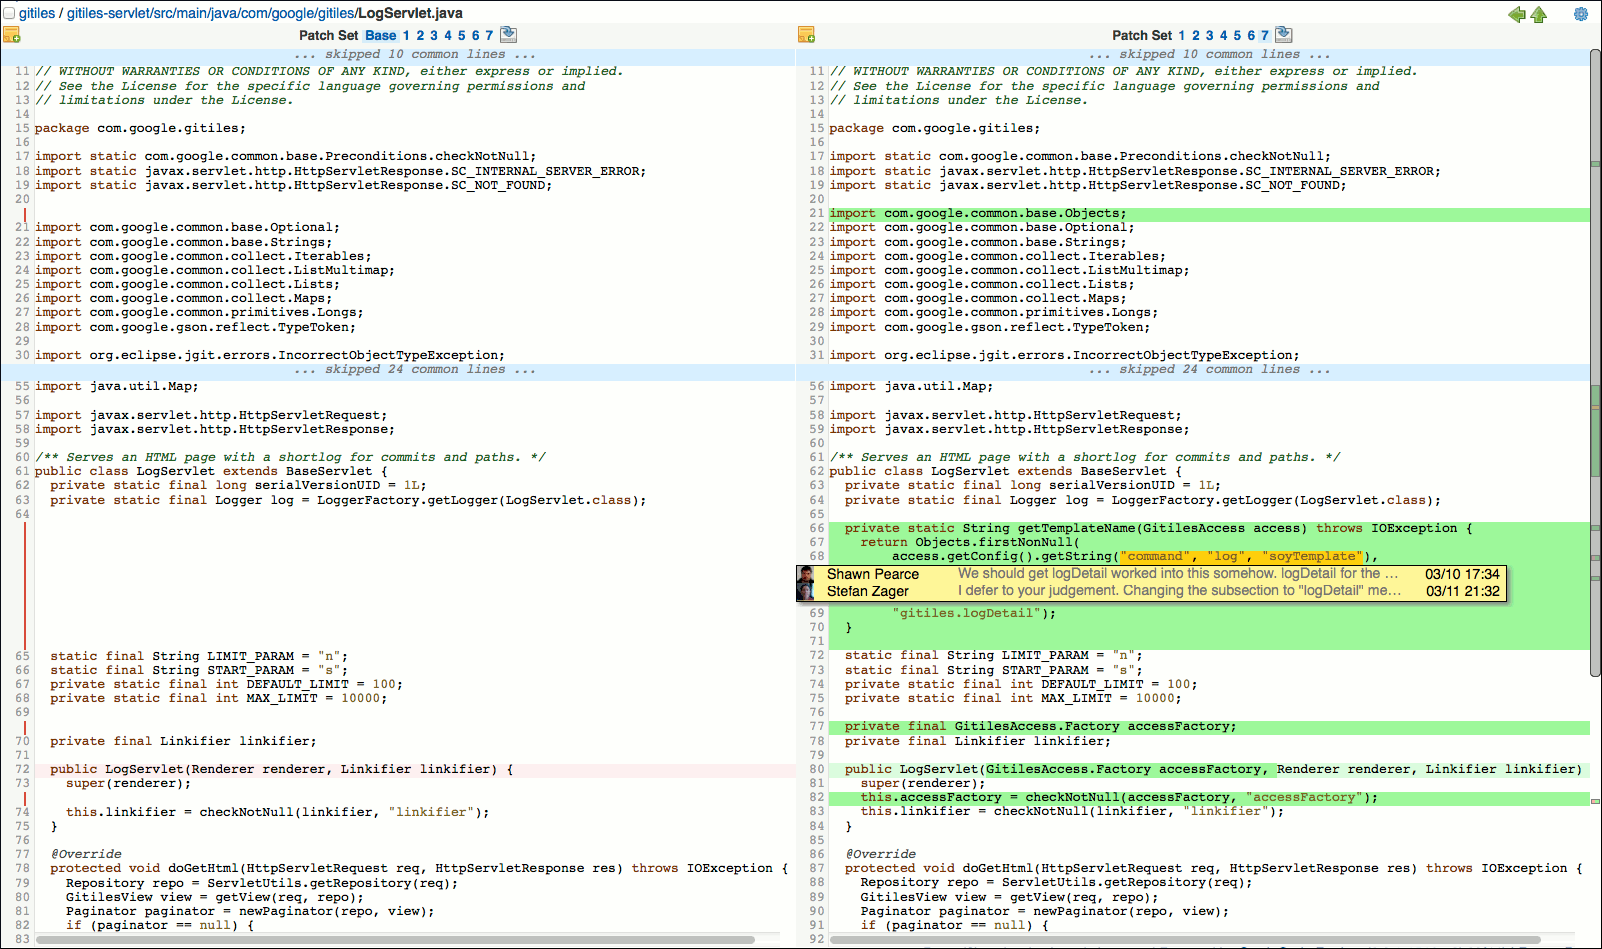 gitiles / gitiles-servlet/src/main/java/com/google/gitiles/LogServlet.java
Patch Set Base 1 2 3 4 5 6 7
... skipped 10 common lines ...
11 // WITHOUT WARRANTIES OR CONDITIONS OF ANY KIND, either express or implied.
12 // See the License for the specific language governing permissions and
13 // limitations under the License.
14
15 package com.google.gitiles;
16
17 import static com.google.common.base.Preconditions.checkNotNull;
18 import static javax.servlet.http.HttpServletResponse.SC_INTERNAL_SERVER_ERROR;
19 import static javax.servlet.http.HttpServletResponse.SC_NOT_FOUND;
20
21 import com.google.common.base.Optional;
22 import com.google.common.base.Strings;
23 import com.google.common.collect.Iterables;
24 import com.google.common.collect.ListMultimap;
25 import com.google.common.collect.Lists;
26 import com.google.common.collect.Maps;
27 import com.google.common.primitives.Longs;
28 import com.google.gson.reflect.TypeToken;
29
30 import org.eclipse.jgit.errors.IncorrectObjectTypeException;
... skipped 24 common lines ...
55 import java.util.Map;
56
57 import javax.servlet.http.HttpServletRequest;
58 import javax.servlet.http.HttpServletResponse;
59
60 /** Serves an HTML page with a shortlog for commits and paths. */
61 public class LogServlet extends BaseServlet {
62 private static final long serialVersionUID = 1L;
63 private static final Logger log = LoggerFactory.getLogger(LogServlet.class);
64
65 static final String LIMIT_PARAM = "n";
66 static final String START_PARAM = "s";
67 private static final int DEFAULT_LIMIT = 100;
68 private static final int MAX_LIMIT = 10000;
69
70 private final Linkifier linkifier;
71
72 public LogServlet(Renderer renderer, Linkifier linkifier) {
73 super(renderer);
74 this.linkifier = checkNotNull(linkifier, "linkifier");
75 }
76
77 @Override
78 protected void doGetHtml(HttpServletRequest req, HttpServletResponse res) throws IOException {
79 Repository repo = ServletUtils.getRepository(req);
80 GitilesView view = getView(req, repo);
81 Paginator paginator = newPaginator(repo, view);
82 if (paginator == null) {
83
Patch Set 1 2 3 4 5 6 7
... skipped 10 common lines ...
11 // WITHOUT WARRANTIES OR CONDITIONS OF ANY KIND, either express or implied.
12 // See the License for the specific language governing permissions and
13 // limitations under the License.
14
15 package com.google.gitiles;
16
17 import static com.google.common.base.Preconditions.checkNotNull;
18 import static javax.servlet.http.HttpServletResponse.SC_INTERNAL_SERVER_ERROR;
19 import static javax.servlet.http.HttpServletResponse.SC_NOT_FOUND;
20
21 import com.google.common.base.Objects;
22 import com.google.common.base.Optional;
23 import com.google.common.base.Strings;
24 import com.google.common.collect.Iterables;
25 import com.google.common.collect.ListMultimap;
26 import com.google.common.collect.Lists;
27 import com.google.common.collect.Maps;
28 import com.google.common.primitives.Longs;
29 import com.google.gson.reflect.TypeToken;
30
31 import org.eclipse.jgit.errors.IncorrectObjectTypeException;
... skipped 24 common lines ...
56 import java.util.Map;
57
58 import javax.servlet.http.HttpServletRequest;
59 import javax.servlet.http.HttpServletResponse;
60
61 /** Serves an HTML page with a shortlog for commits and paths. */
62 public class LogServlet extends BaseServlet {
63 private static final long serialVersionUID = 1L;
64 private static final Logger log = LoggerFactory.getLogger(LogServlet.class);
65
66 private static String getTemplateName(GitilesAccess access) throws IOException {
67 return Objects.firstNonNull(
68 access.getConfig().getString("command", "log", "soyTemplate"),
Shawn Pearce We should get logDetail worked into this somehow. logDetail for the ... 03/10 17:34
Stefan Zager I defer to your judgement. Changing the subsection to "logDetail" me... 03/11 21:32
69 "gitiles.logDetail");
70 }
71
72 static final String LIMIT_PARAM = "n";
73 static final String START_PARAM = "s";
74 private static final int DEFAULT_LIMIT = 100;
75 private static final int MAX_LIMIT = 10000;
76
77 private final GitilesAccess.Factory accessFactory;
78 private final Linkifier linkifier;
79
80 public LogServlet(GitilesAccess.Factory accessFactory, Renderer renderer, Linkifier linkifier)
81 super(renderer);
82 this.accessFactory = checkNotNull(accessFactory, "accessFactory");
83 this.linkifier = checkNotNull(linkifier, "linkifier");
84 }
85
86 @Override
87 protected void doGetHtml(HttpServletRequest req, HttpServletResponse res) throws IOException {
88 Repository repo = ServletUtils.getRepository(req);
89 GitilesView view = getView(req, repo);
90 Paginator paginator = newPaginator(repo, view);
91 if (paginator == null) {
92